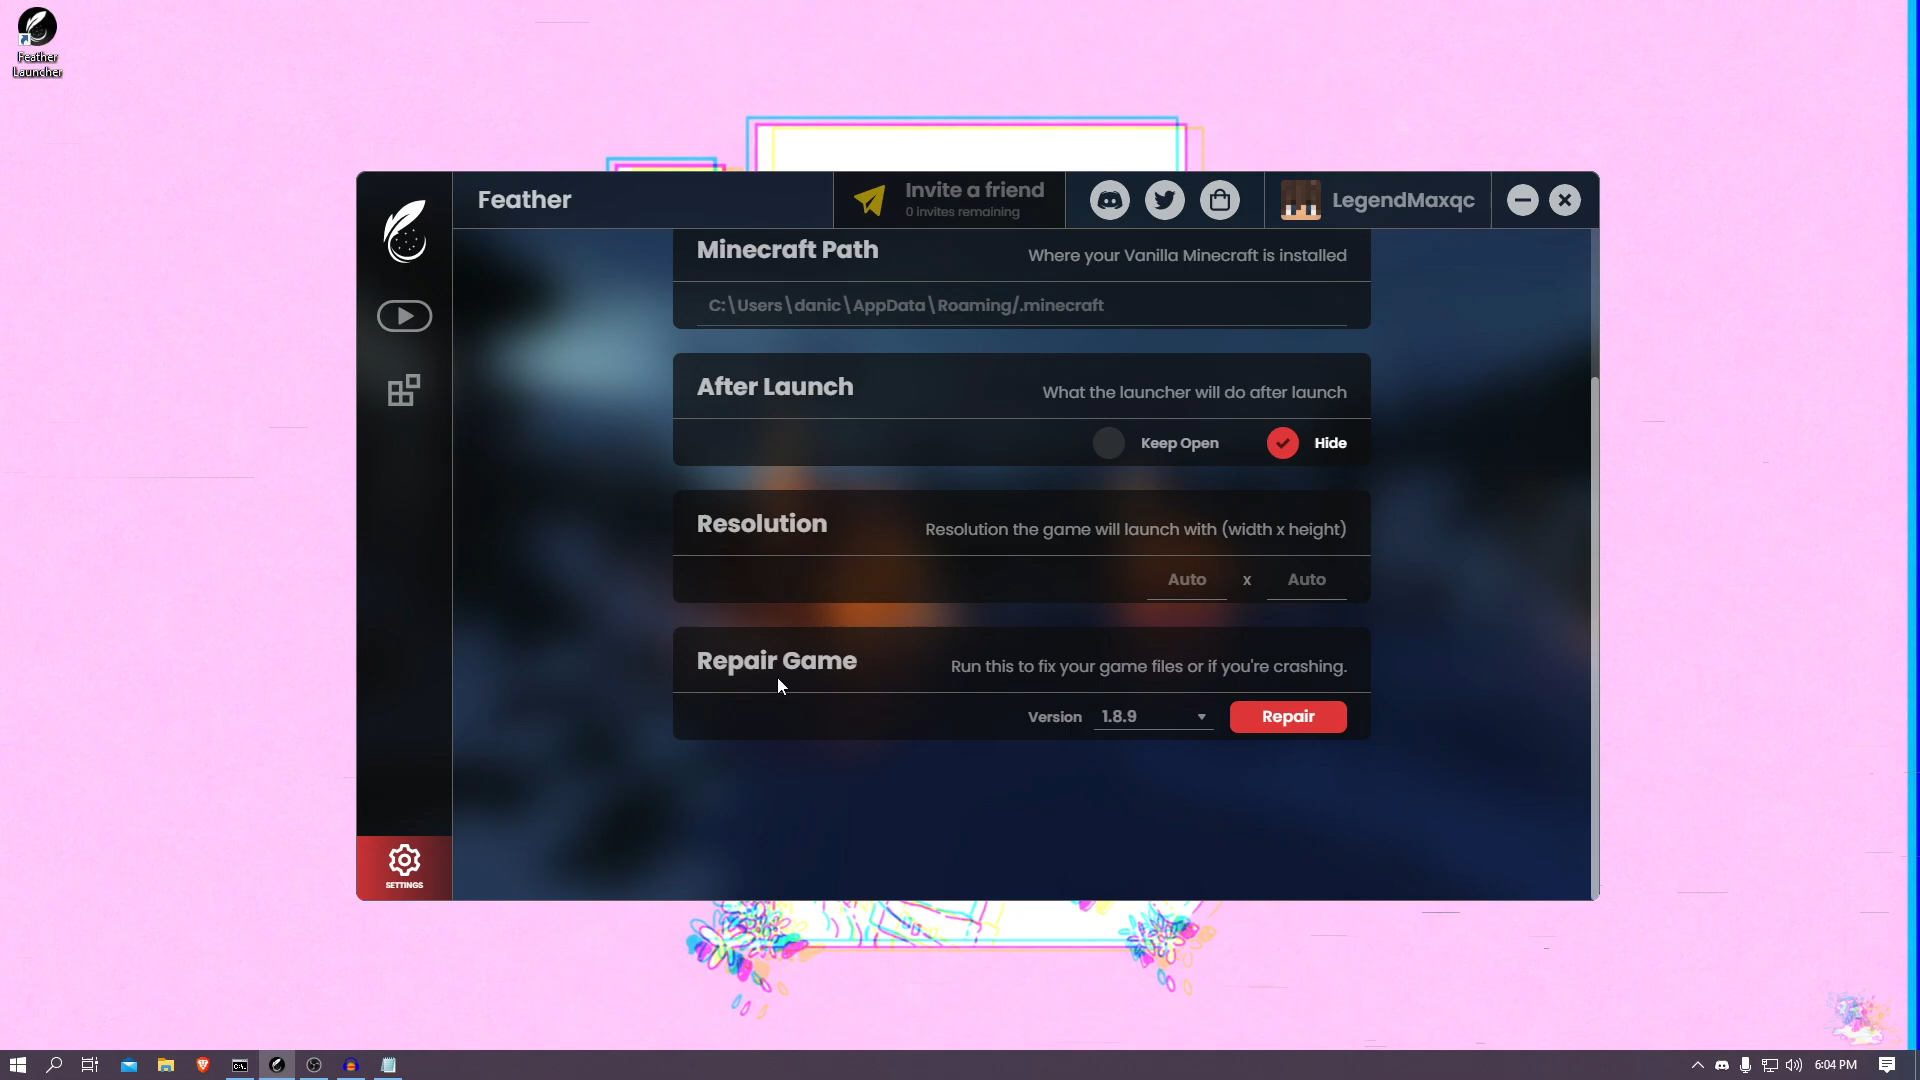 Feather
Launcher
Feather
Invite a friend
0 invites remaining
LegendMaxqc
Minecraft Path
Where your Vanilla Minecraft is installed
C:\Users\danic\AppData\Roaming/.minecraft
After Launch
What the launcher will do after launch
Keep Open
Hide
Resolution
Resolution the game will launch with (width x height)
Auto x Auto
Repair Game
Run this to fix your game files or if you're crashing.
Version 1.8.9
Repair
SETTINGS
6:04 PM